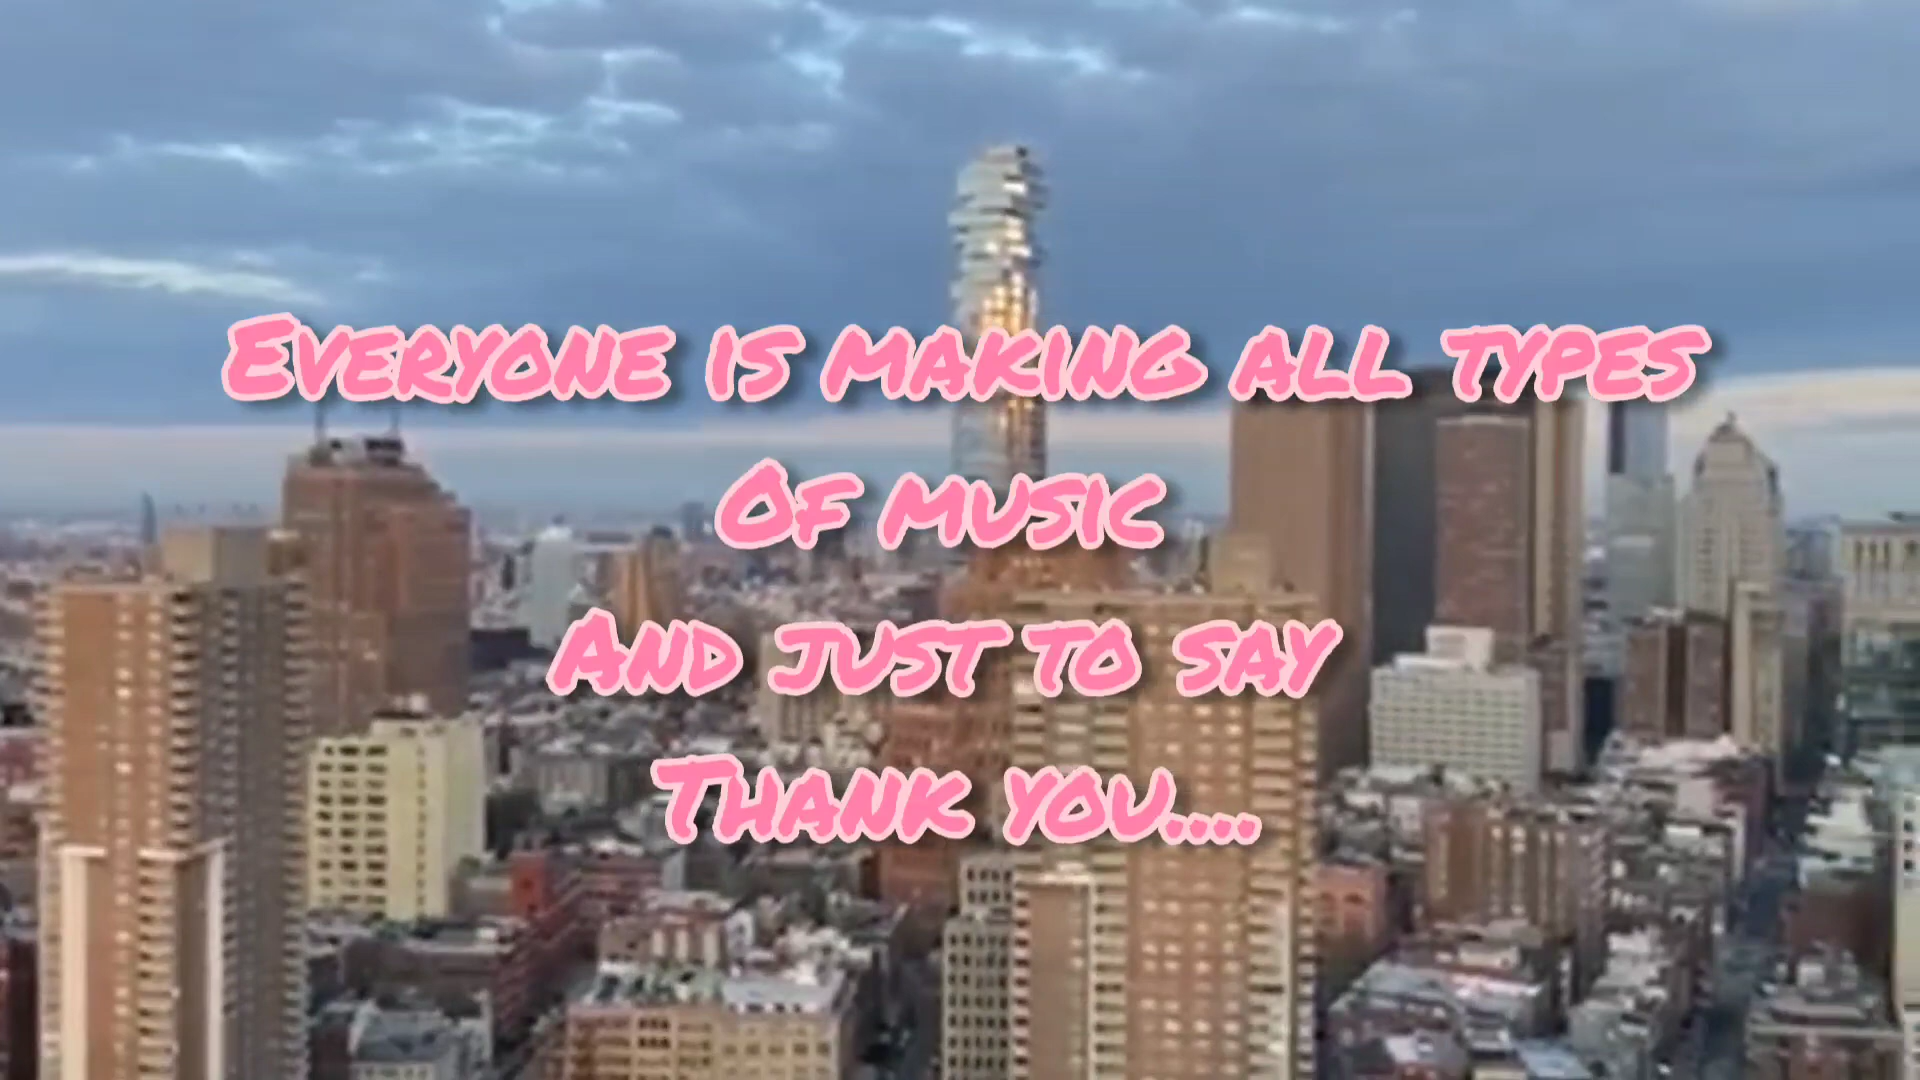 Everyone is making all types
Of music
And just to say
Thank you....